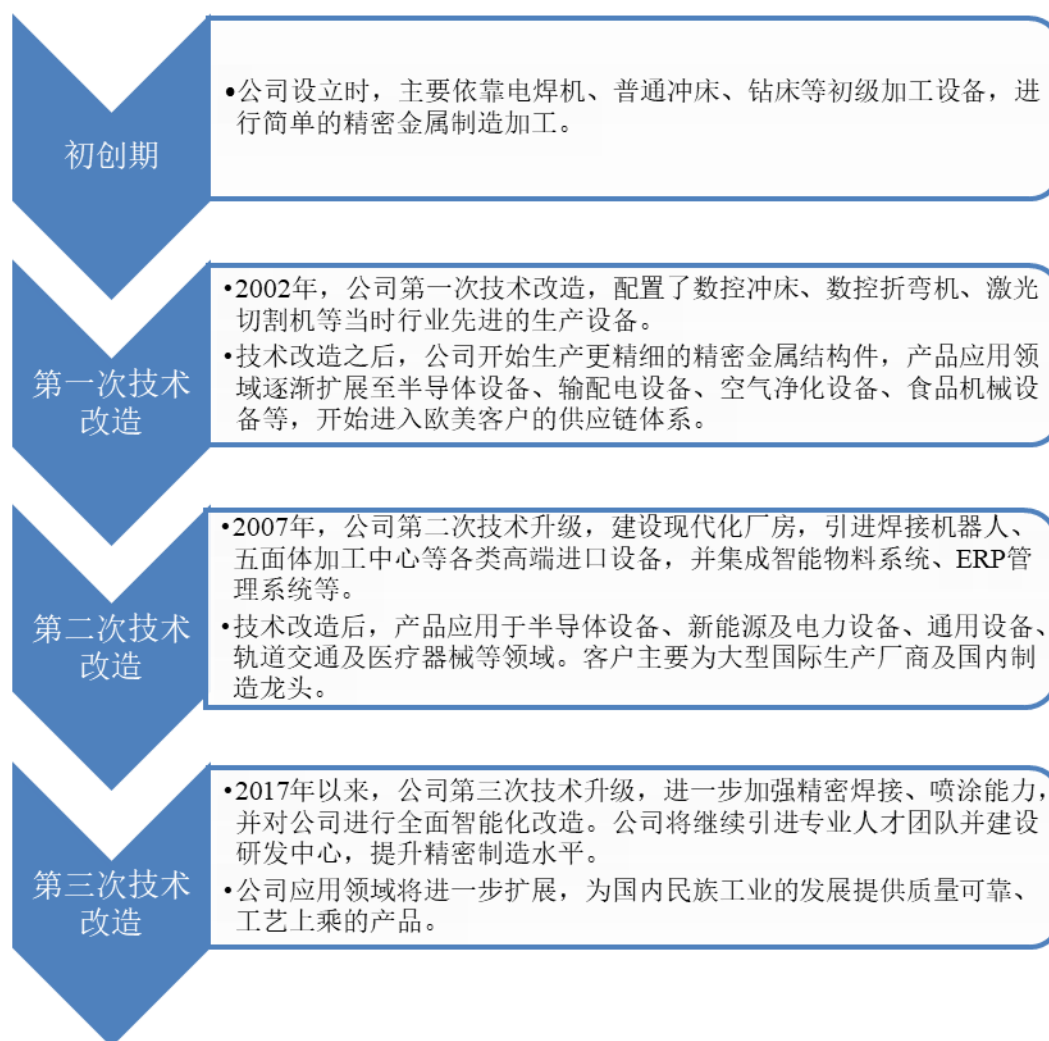 初创期
•公司设立时，主要依靠电焊机、普通冲床、钻床等初级加工设备，进
行简单的精密金属制造加工。
第一次技术
改造
•2002年，公司第一次技术改造，配置了数控冲床、数控折弯机、激光
切割机等当时行业先进的生产设备。
•技术改造之后，公司开始生产更精细的精密金属结构件，产品应用领
域逐渐扩展至半导体设备、输配电设备、空气净化设备、食品机械设
备等，开始进入欧美客户的供应链体系。
第二次技术
改造
•2007年，公司第二次技术升级，建设现代化厂房，引进焊接机器人、
五面体加工中心等各类高端进口设备，并集成智能物料系统、ERP管
理系统等。
•技术改造后，产品应用于半导体设备、新能源及电力设备、通用设备、
轨道交通及医疗器械等领域。客户主要为大型国际生产厂商及国内制
造龙头。
第三次技术
改造
•2017年以来，公司第三次技术升级，进一步加强精密焊接、喷涂能力，
并对公司进行全面智能化改造。公司将继续引进专业人才团队并建设
研发中心，提升精密制造水平。
•公司应用领域将进一步扩展，为国内民族工业的发展提供质量可靠、
工艺上乘的产品。